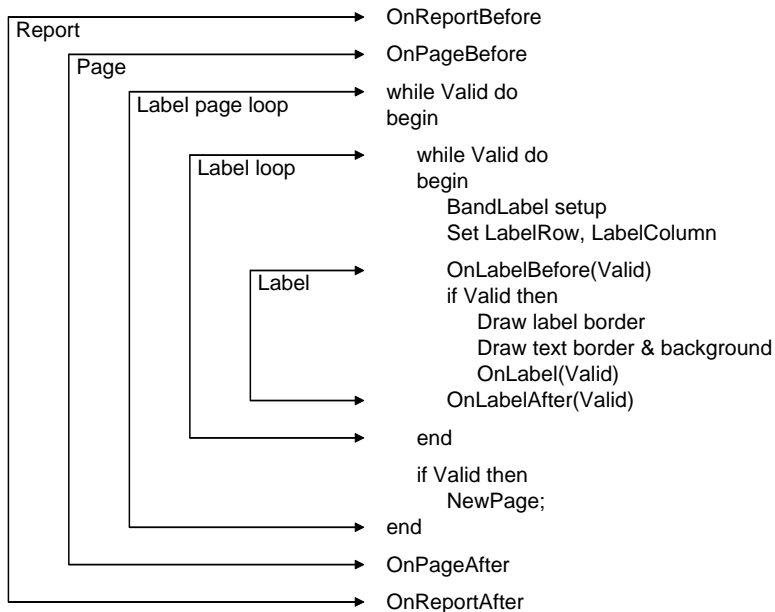 OnReportBefore
Report
OnPageBefore
Page
while Valid do
Label page loop
begin
while Valid do
Label loop
begin
BandLabel setup
Set LabelRow, LabelColumn
OnLabelBefore(Valid)
Label
if Valid then
Draw label border
Draw text border & background
OnLabel(Valid)
OnLabelAfter(Valid)
end
if Valid then
NewPage;
end
OnPageAfter
OnReportAfter